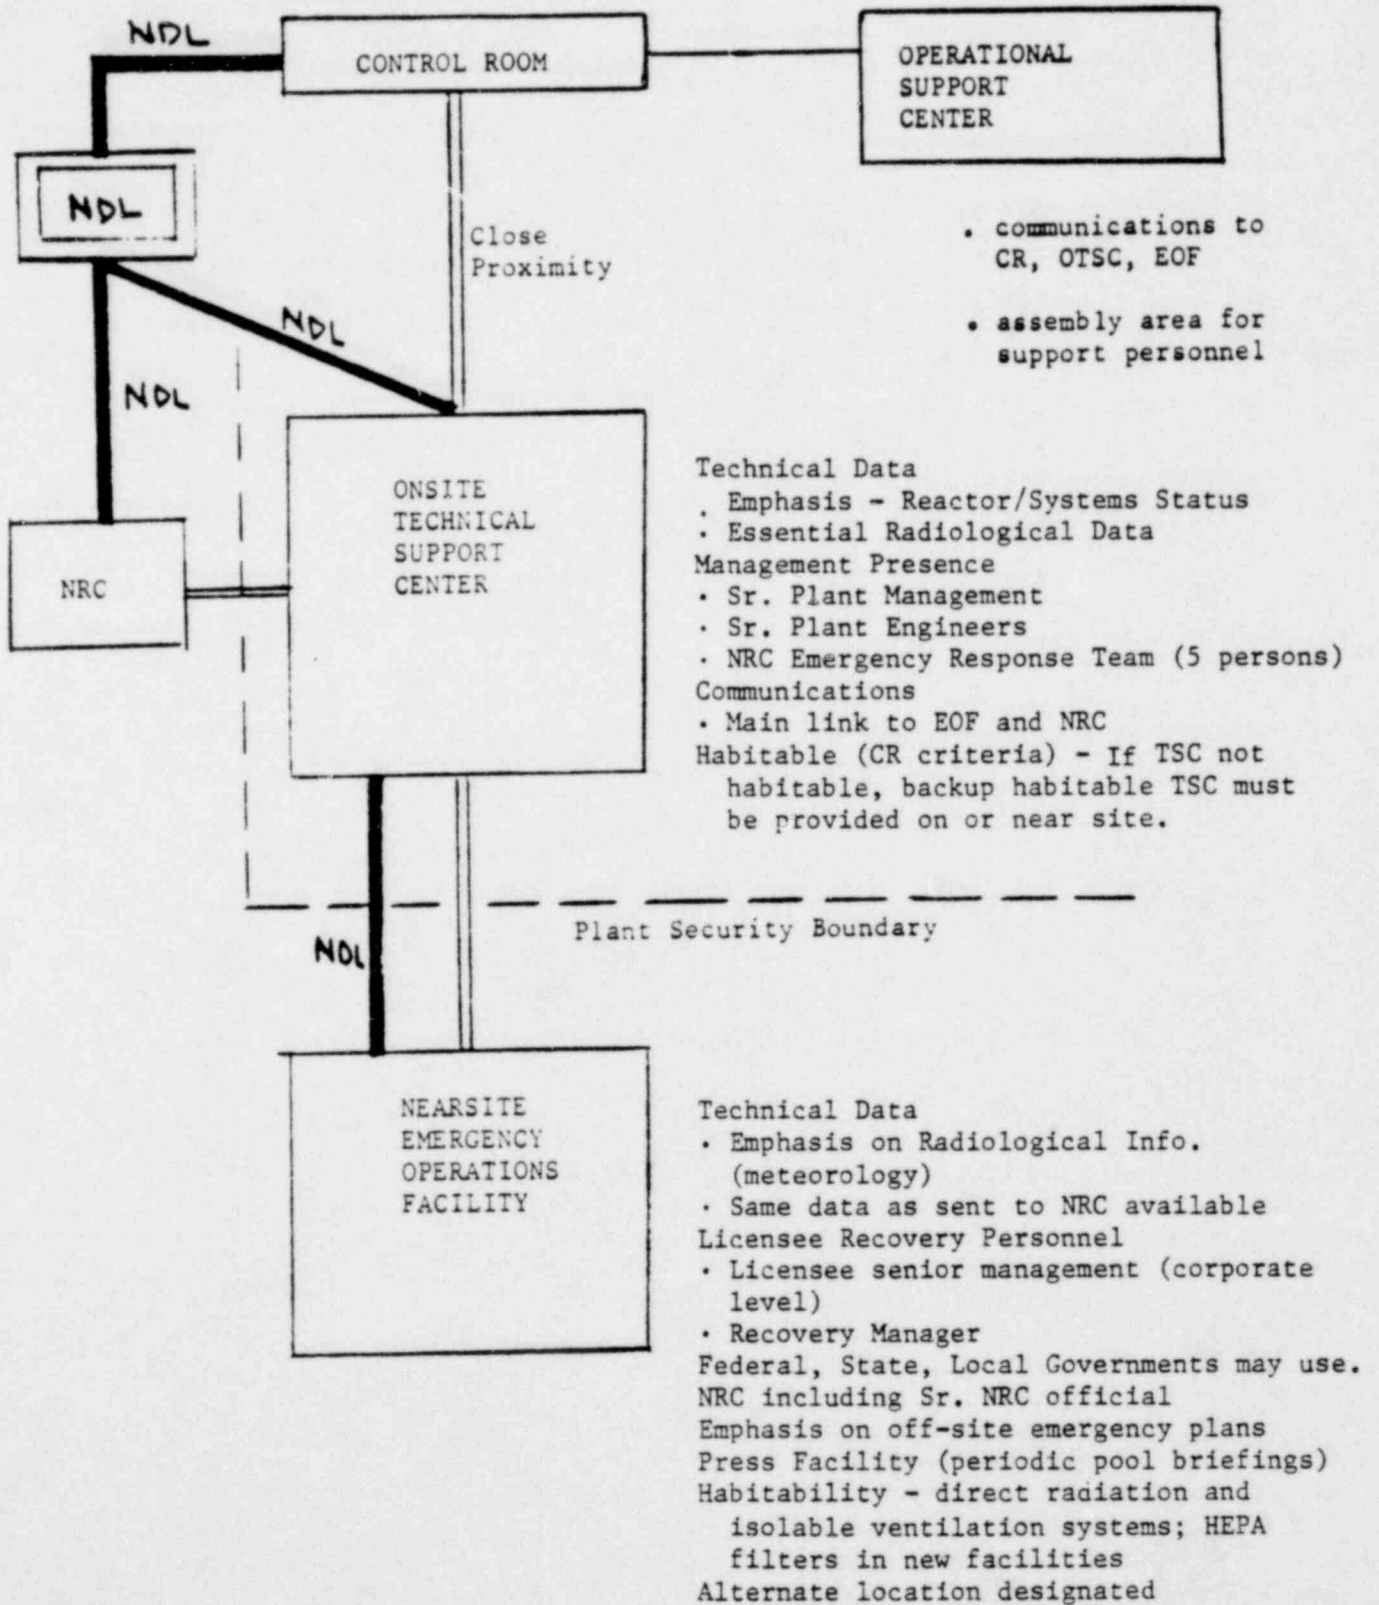 NDL
CONTROL ROOM
OPERATIONAL
SUPPORT
CENTER
NDL
Close
Proximity
• communications to
CR, OTSC, EOF
• assembly area for
support personnel
NDL
NDL
ONSITE
TECHNICAL
SUPPORT
CENTER
NRC
Technical Data
. Emphasis - Reactor/Systems Status
· Essential Radiological Data
Management Presence
· Sr. Plant Management
· Sr. Plant Engineers
· NRC Emergency Response Team (5 persons)
Communications
· Main link to EOF and NRC
Habitable (CR criteria) - If TSC not
habitable, backup habitable TSC must
be provided on or near site.
Plant Security Boundary
NDL
NEARSITE
EMERGENCY
OPERATIONS
FACILITY
Technical Data
· Emphasis on Radiological Info.
(meteorology)
· Same data as sent to NRC available
Licensee Recovery Personnel
· Licensee senior management (corporate
level)
· Recovery Manager
Federal, State, Local Governments may use.
NRC including Sr. NRC official
Emphasis on off-site emergency plans
Press Facility (periodic pool briefings)
Habitability - direct radiation and
isolable ventilation systems; HEPA
filters in new facilities
Alternate location designated